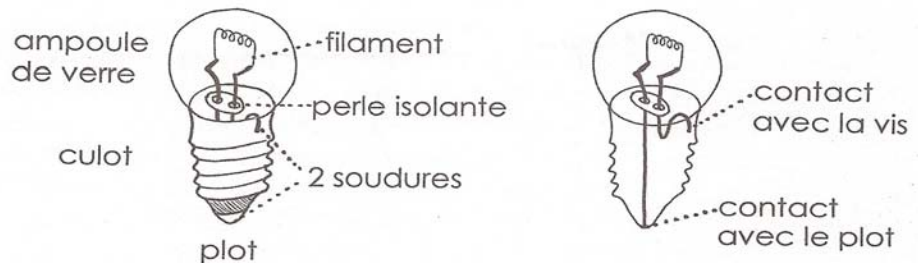 ampoule
de verre
filament
perle isolante
culot
2 soudures
plot
contact
avec la vis
contact
avec le plot